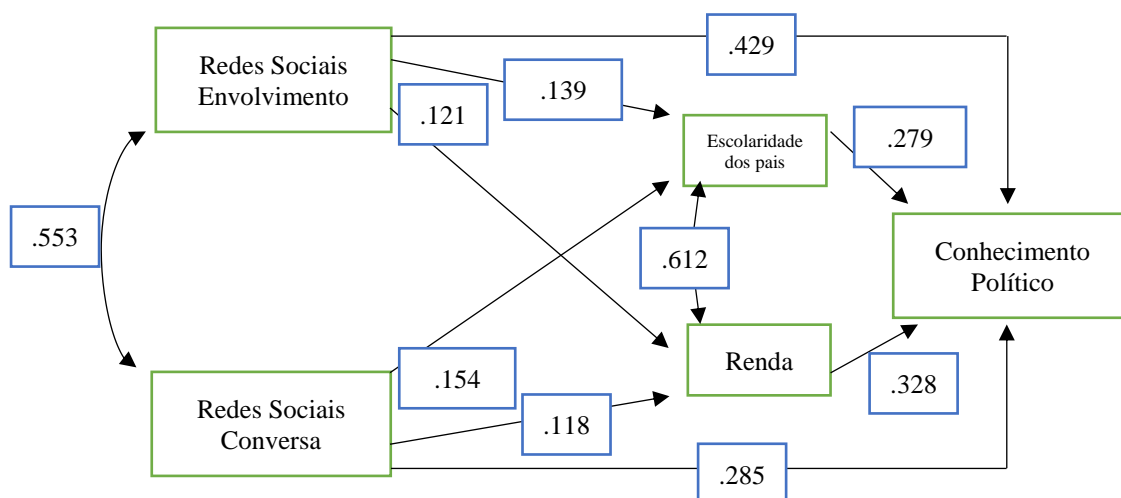 .429
Redes Sociais
Envolvimento
.139
.121
Escolaridade
dos pais
.279
.553
.612
Conhecimento
Político
Redes Sociais
Conversa
.154
.118
Renda
.328
.285